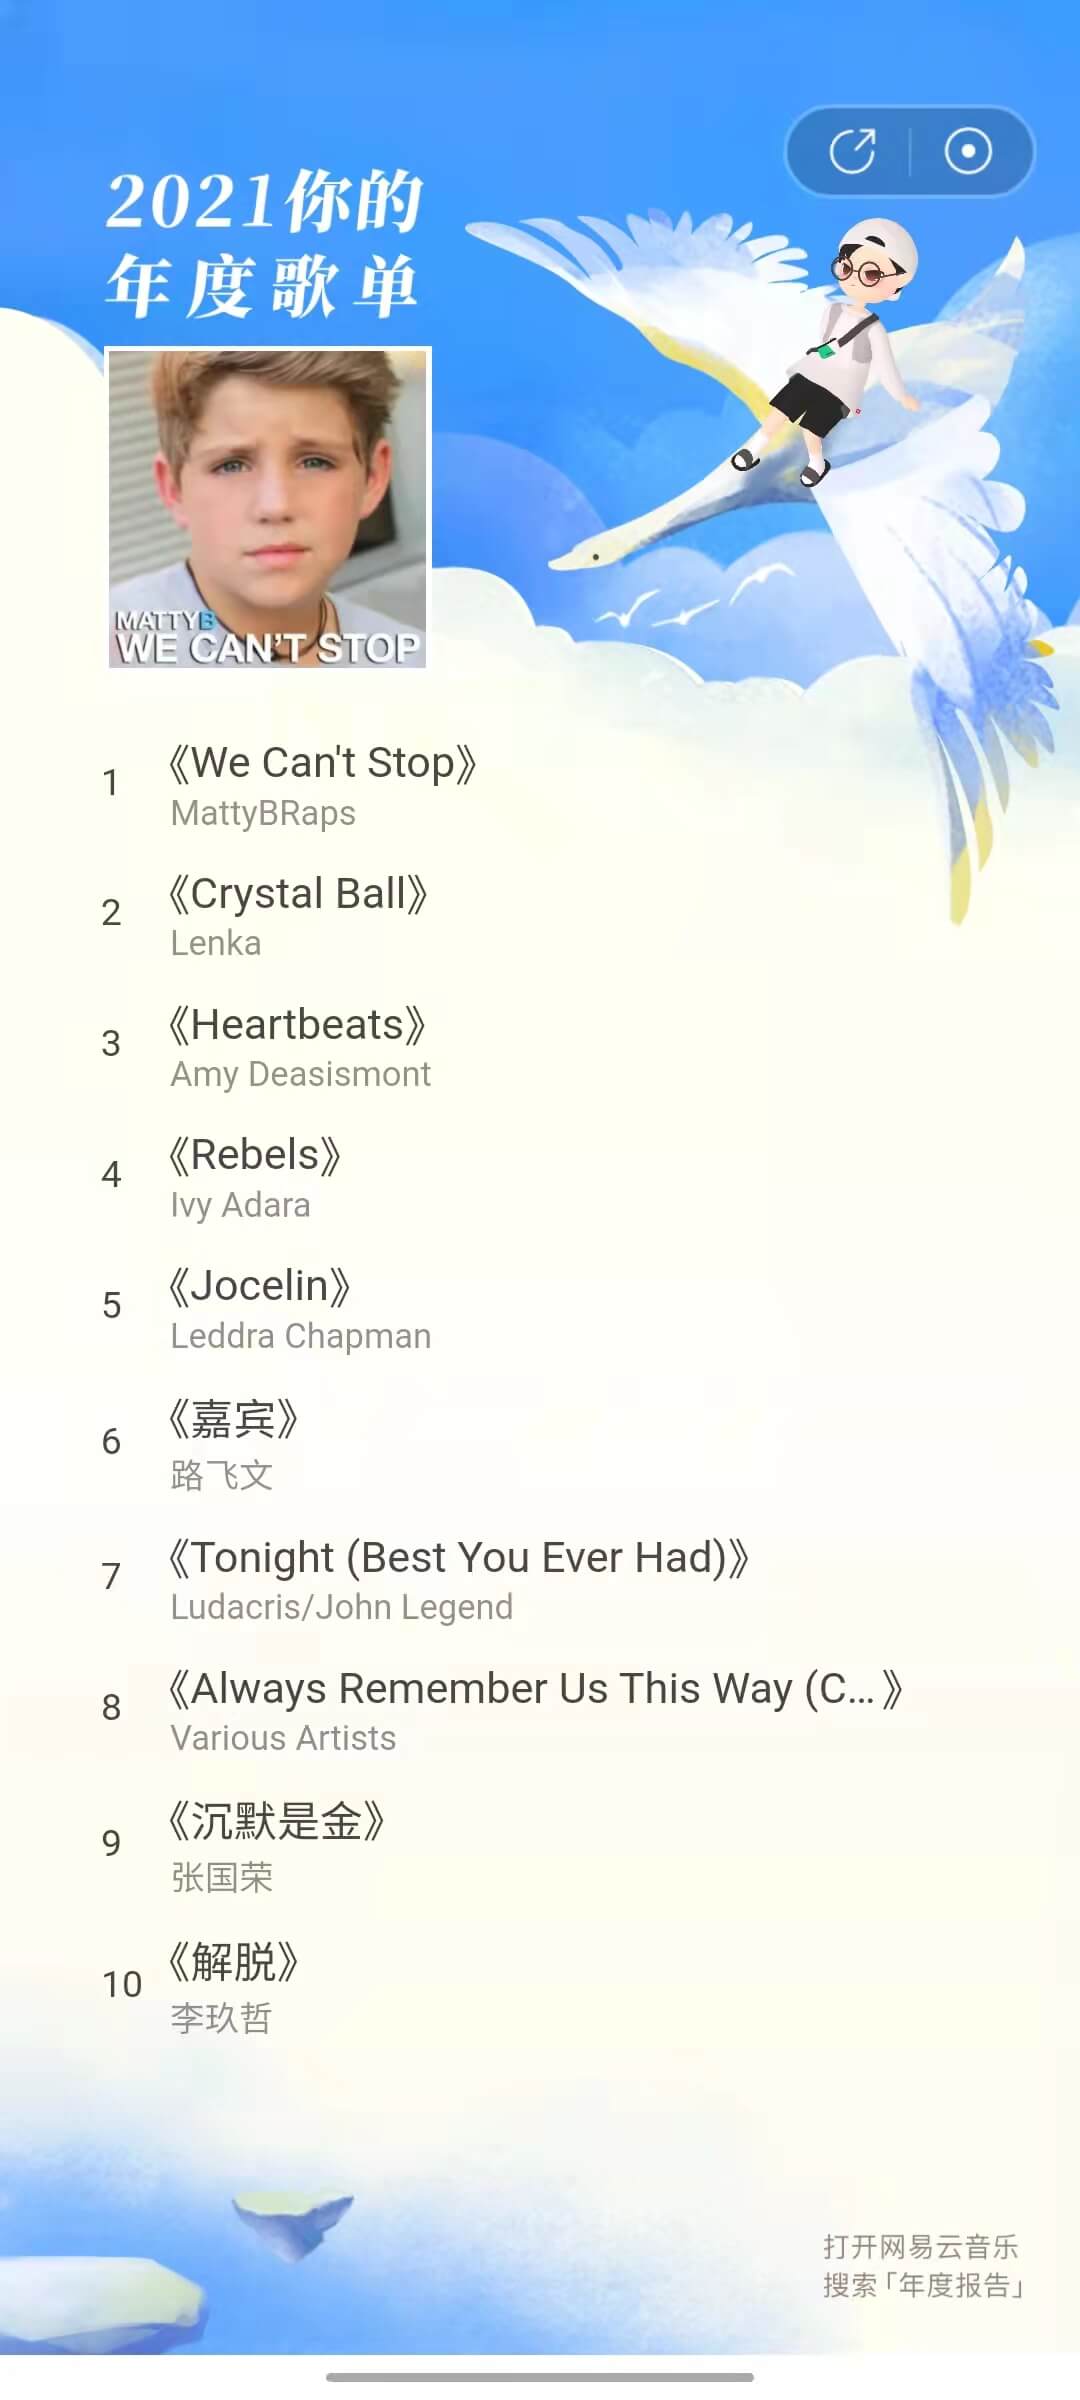 2021你的
年度歌单
MATTYB
WE CAN'T STOP
1
《We Can't Stop》
MattyBRaps
2
《Crystal Ball》
Lenka
3
《Heartbeats》
Amy Deasismont
4
《Rebels》
Ivy Adara
5
《Jocelin》
Leddra Chapman
6
《嘉宾》
路飞文
7
《Tonight (Best You Ever Had)》
Ludacris/John Legend
8
《Always Remember Us This Way (C...》
Various Artists
9
《沉默是金》
张国荣
10
《解脱》
李玖哲
打开网易云音乐
搜索「年度报告」